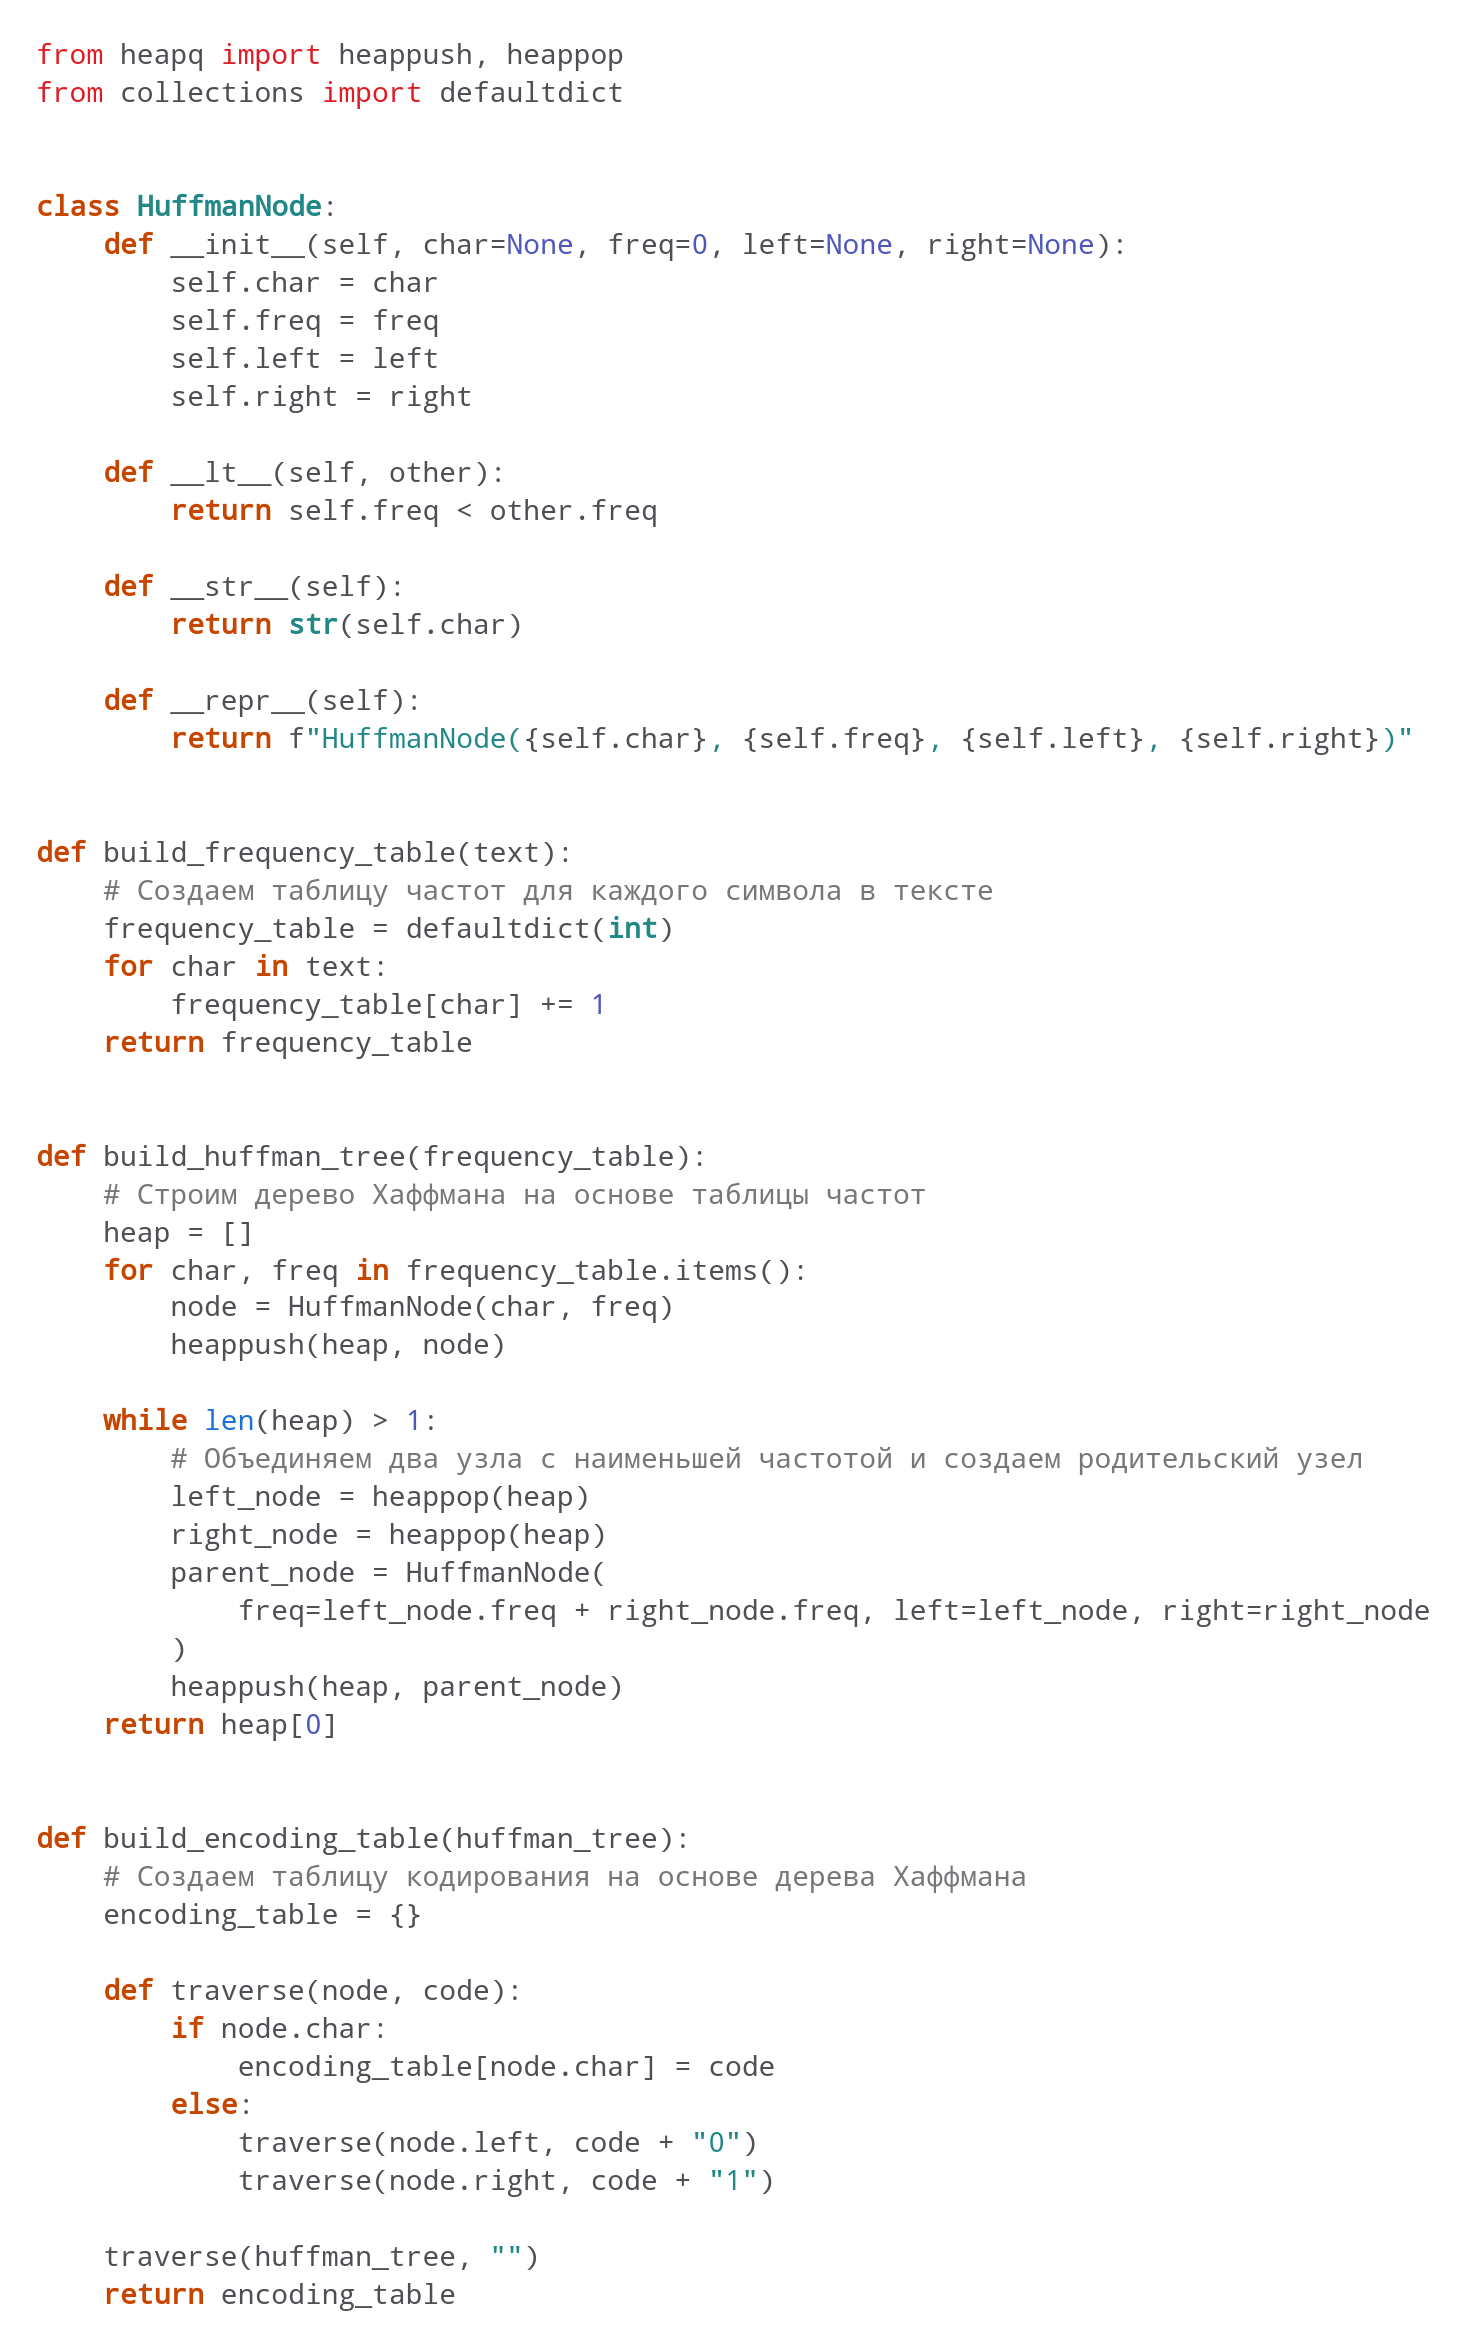 from heapq import heappush, heappop
from collections import defaultdict
class HuffmanNode:
    def __init__(self, char=None, freq=0, left=None, right=None):
        self.char = char
        self.freq = freq
        self.left = left
        self.right = right
    def __lt__(self, other):
        return self.freq < other.freq
    def __str__(self):
        return str(self.char)
    def __repr__(self):
        return f"HuffmanNode({self.char}, {self.freq}, {self.left}, {self.right})"
def build_frequency_table(text):
    # Создаем таблицу частот для каждого символа в тексте
    frequency_table = defaultdict(int)
    for char in text:
        frequency_table[char] += 1
    return frequency_table
def build_huffman_tree(frequency_table):
    # Строим дерево Хаффмана на основе таблицы частот
    heap = []
    for char, freq in frequency_table.items():
        node = HuffmanNode(char, freq)
        heappush(heap, node)
    while len(heap) > 1:
        # Объединяем два узла с наименьшей частотой и создаем родительский узел
        left_node = heappop(heap)
        right_node = heappop(heap)
        parent_node = HuffmanNode(
            freq=left_node.freq + right_node.freq, left=left_node, right=right_node
        )
        heappush(heap, parent_node)
    return heap[0]
def build_encoding_table(huffman_tree):
    # Создаем таблицу кодирования на основе дерева Хаффмана
    encoding_table = {}
    def traverse(node, code):
        if node.char:
            encoding_table[node.char] = code
        else:
            traverse(node.left, code + "0")
            traverse(node.right, code + "1")
    traverse(huffman_tree, "")
    return encoding_table